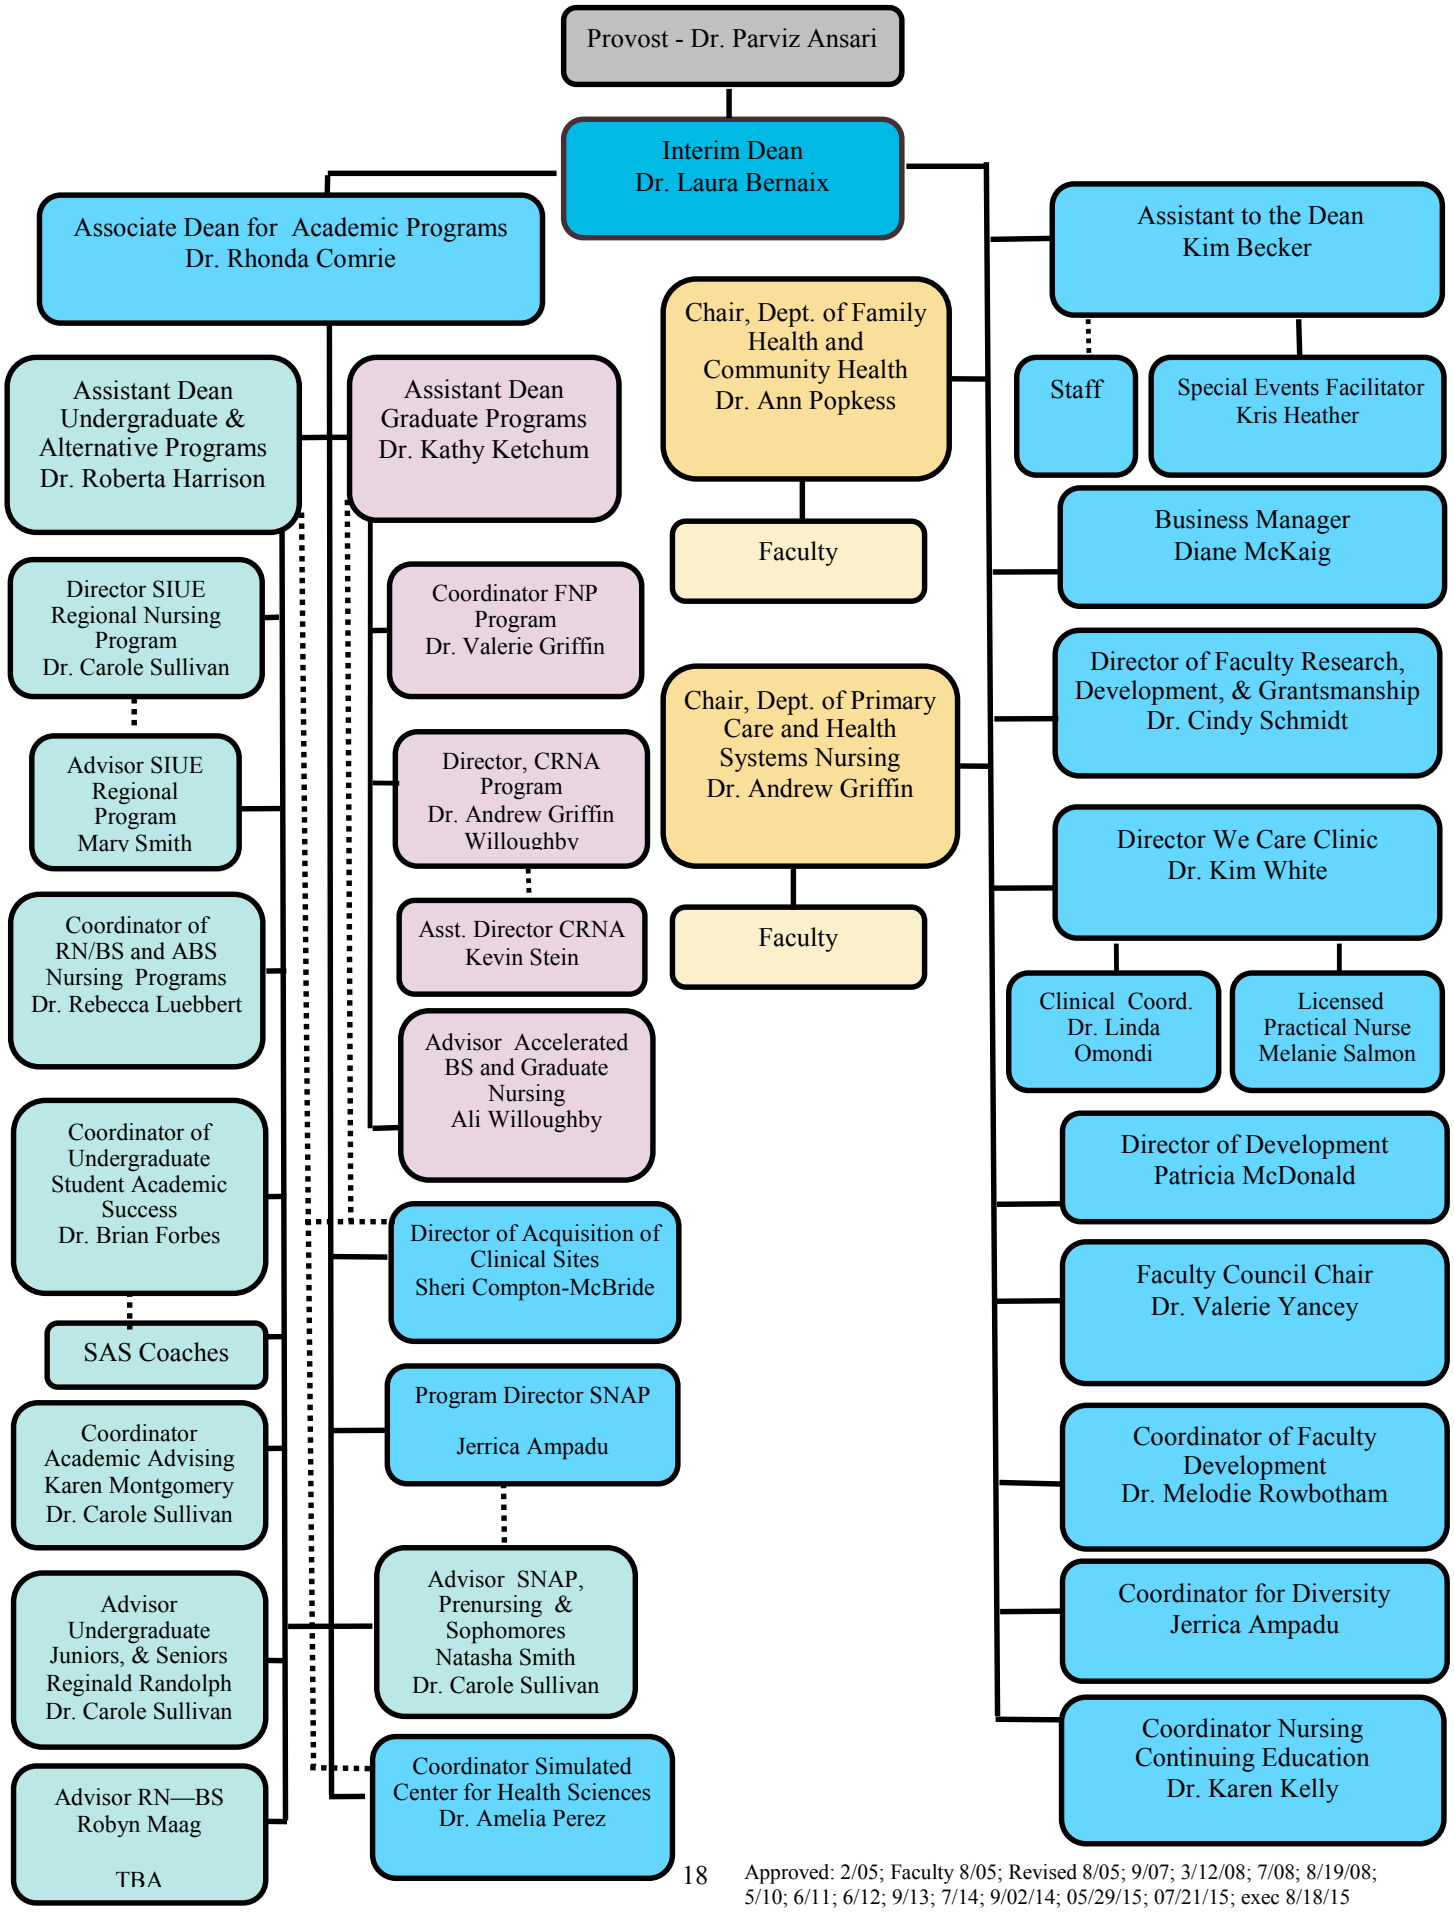 Provost - Dr. Parviz Ansari
Interim Dean
Dr. Laura Bernaix
Associate Dean for Academic Programs
Dr. Rhonda Comrie
Assistant to the Dean
Kim Becker
Staff
Special Events Facilitator
Kris Heather
Chair, Dept. of Family
Health and
Community Health
Dr. Ann Popkess
Faculty
Assistant Dean
Undergraduate &
Alternative Programs
Dr. Roberta Harrison
Assistant Dean
Graduate Programs
Dr. Kathy Ketchum
Business Manager
Diane McKaig
Director SIUE
Regional Nursing
Program
Dr. Carole Sullivan
Coordinator FNP
Program
Dr. Valerie Griffin
Director of Faculty Research,
Development, & Grantsmanship
Dr. Cindy Schmidt
Chair, Dept. of Primary
Care and Health
Systems Nursing
Dr. Andrew Griffin
Faculty
Advisor SIUE
Regional
Program
Mary Smith
Director, CRNA
Program
Dr. Andrew Griffin
Willoughby
Asst. Director CRNA
Kevin Stein
Director We Care Clinic
Dr. Kim White
Clinical Coord.
Dr. Linda
Omondi
Licensed
Practical Nurse
Melanie Salmon
Coordinator of
RN/BS and ABS
Nursing Programs
Dr. Rebecca Luebbert
Advisor Accelerated
BS and Graduate
Nursing
Ali Willoughby
Coordinator of
Undergraduate
Student Academic
Success
Dr. Brian Forbes
SAS Coaches
Director of Acquisition of
Clinical Sites
Sheri Compton-McBride
Director of Development
Patricia McDonald
Faculty Council Chair
Dr. Valerie Yancey
Program Director SNAP
Jerrica Ampadu
Coordinator
Academic Advising
Karen Montgomery
Dr. Carole Sullivan
Coordinator of Faculty
Development
Dr. Melodie Rowbotham
Advisor
Undergraduate
Juniors, & Seniors
Reginald Randolph
Dr. Carole Sullivan
Advisor SNAP,
Prenursing &
Sophomores
Natasha Smith
Dr. Carole Sullivan
Coordinator for Diversity
Jerrica Ampadu
Coordinator Nursing
Continuing Education
Dr. Karen Kelly
Advisor RN—BS
Robyn Maag
TBA
Coordinator Simulated
Center for Health Sciences
Dr. Amelia Perez
18
Approved: 2/05; Faculty 8/05; Revised 8/05; 9/07; 3/12/08; 7/08; 8/19/08;
5/10; 6/11; 6/12; 9/13; 7/14; 9/02/14; 05/29/15; 07/21/15; exec 8/18/15